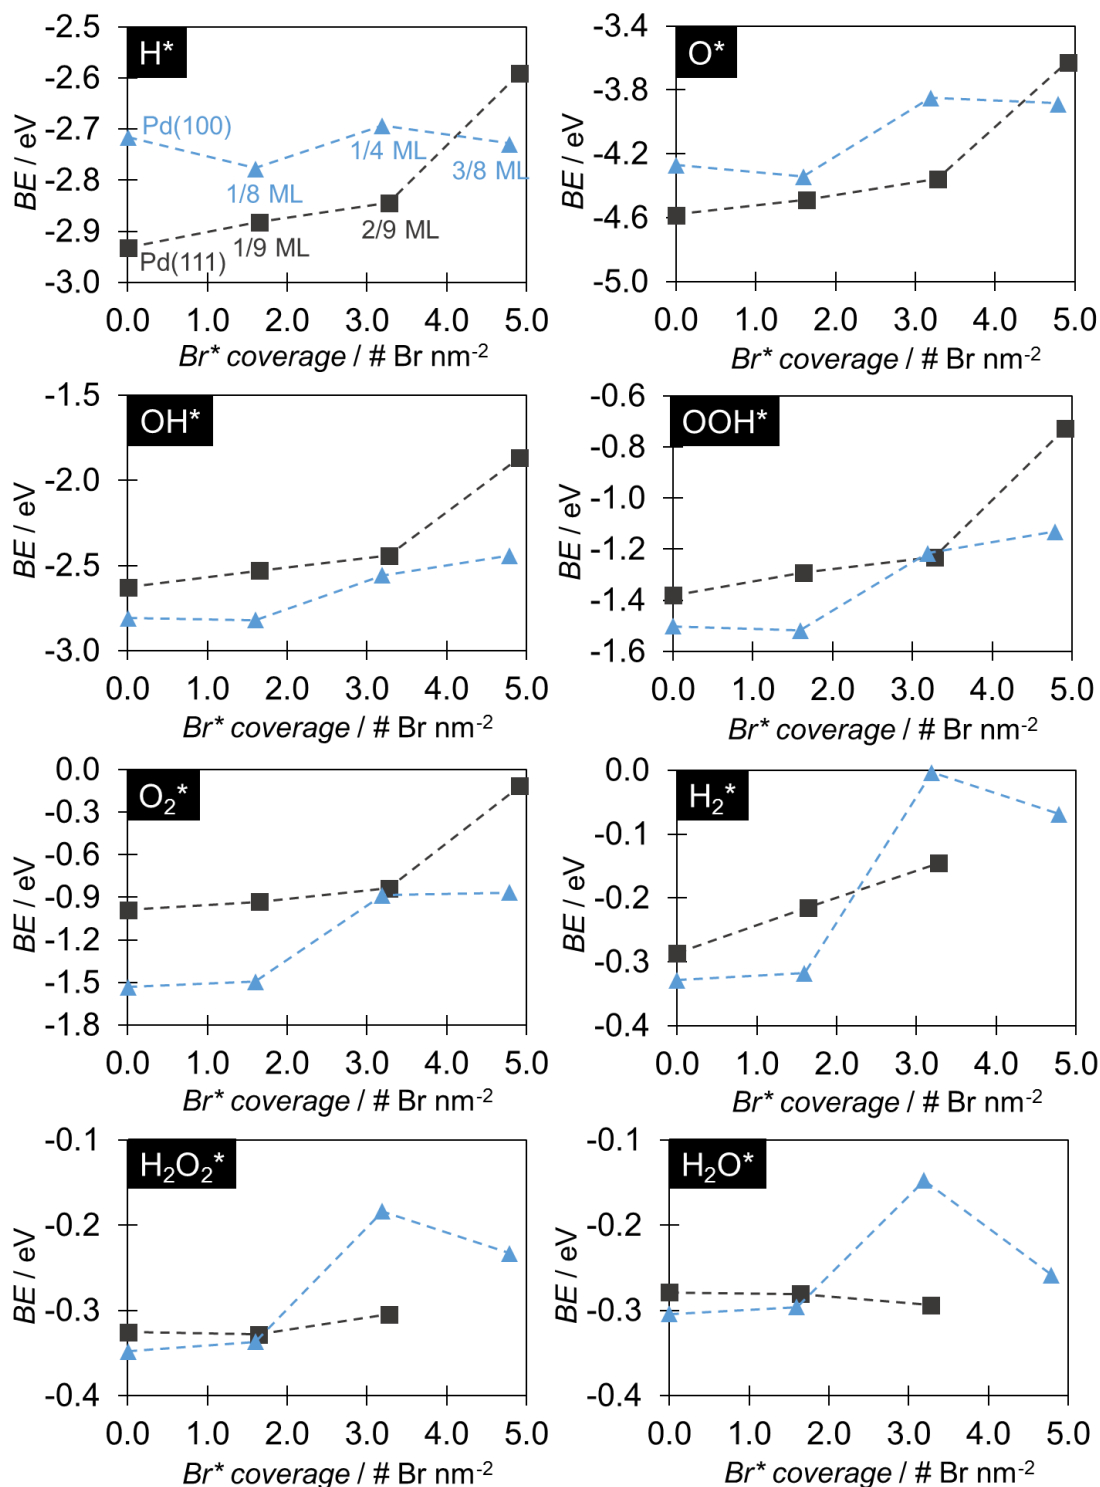 H*
BE / eV
-2.5
-2.6
-2.7
-2.8
-2.9
-3.0
Pd(100)
1/8 ML
1/4 ML
3/8 ML
Pd(111)
1/9 ML
2/9 ML
0.0 1.0 2.0 3.0 4.0 5.0
Br* coverage / # Br nm-2
O*
BE / eV
-3.4
-3.8
-4.2
-4.6
-5.0
0.0 1.0 2.0 3.0 4.0 5.0
Br* coverage / # Br nm-2
OH*
BE / eV
-1.5
-2.0
-2.5
-3.0
0.0 1.0 2.0 3.0 4.0 5.0
Br* coverage / # Br nm-2
OOH*
BE / eV
-0.6
-0.8
-1.0
-1.2
-1.4
-1.6
0.0 1.0 2.0 3.0 4.0 5.0
Br* coverage / # Br nm-2
O2*
BE / eV
0.0
-0.3
-0.6
-0.9
-1.2
-1.5
-1.8
0.0 1.0 2.0 3.0 4.0 5.0
Br* coverage / # Br nm-2
H2*
BE / eV
0.0
-0.1
-0.2
-0.3
-0.4
0.0 1.0 2.0 3.0 4.0 5.0
Br* coverage / # Br nm-2
H2O2*
BE / eV
-0.1
-0.2
-0.3
-0.4
0.0 1.0 2.0 3.0 4.0 5.0
Br* coverage / # Br nm-2
H2O*
BE / eV
-0.1
-0.2
-0.3
-0.4
0.0 1.0 2.0 3.0 4.0 5.0
Br* coverage / # Br nm-2